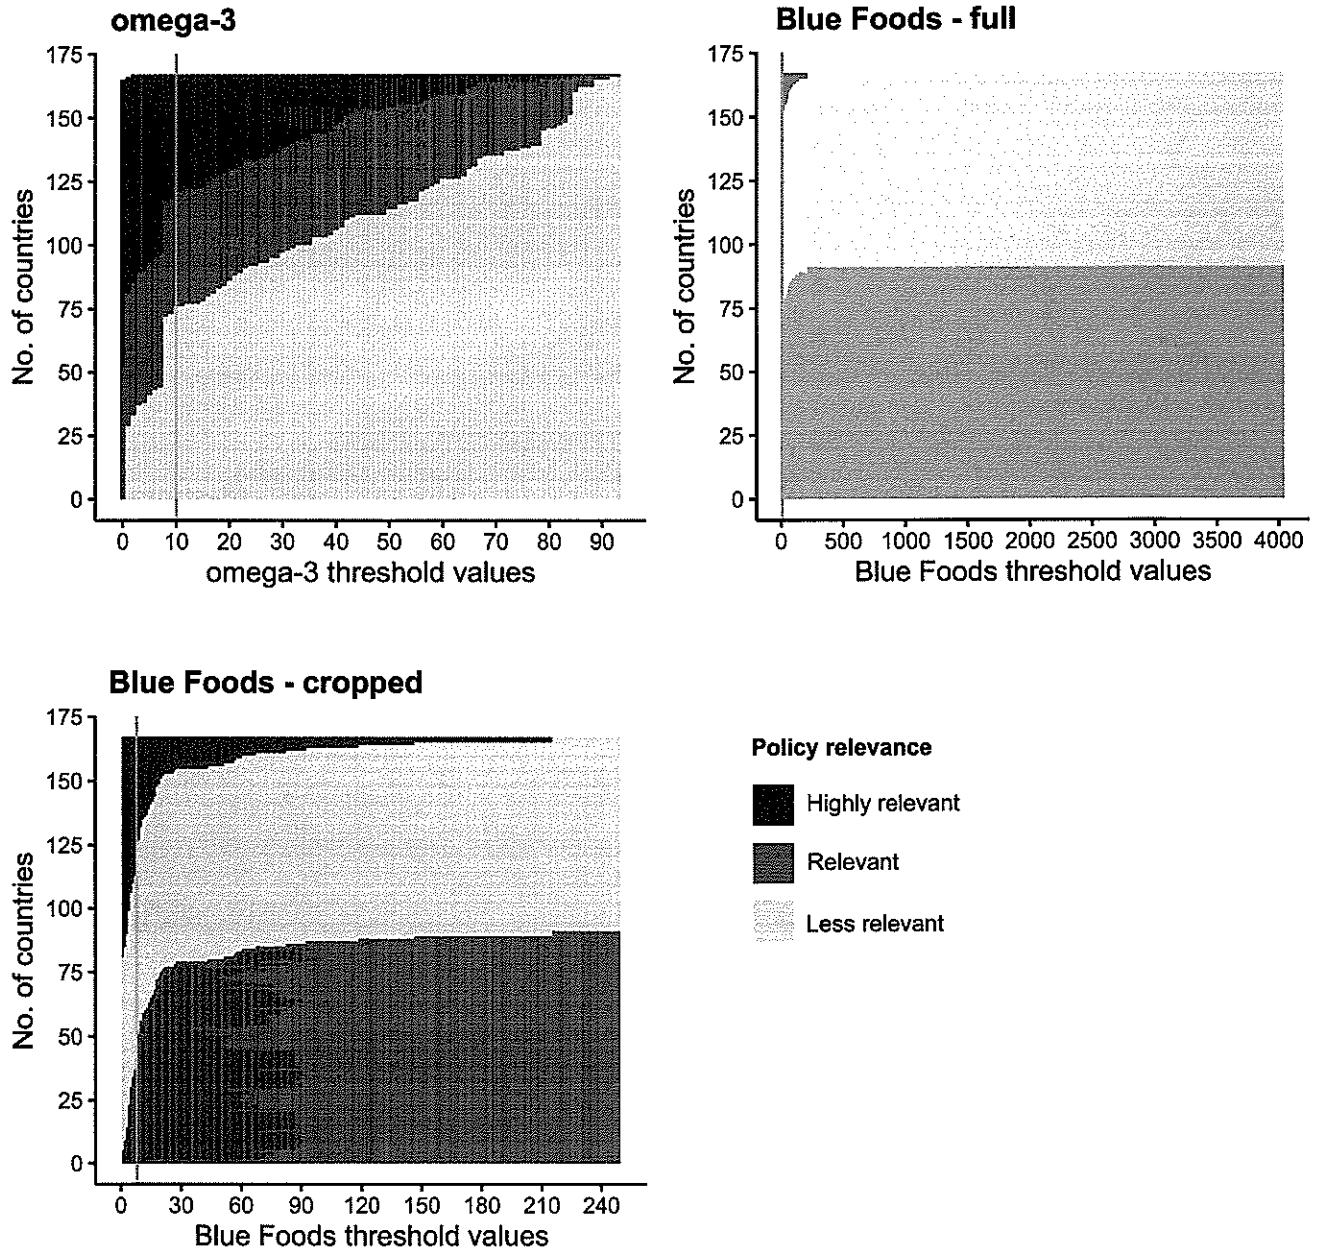 omega-3
175
150
125
100
75
50
25
0
No. of countries
0 10 20 30 40 50 60 70 80 90
omega-3 threshold values
Blue Foods - full
175
150
125
100
75
50
25
0
No. of countries
0 500 1000 1500 2000 2500 3000 3500 4000
Blue Foods threshold values
Blue Foods - cropped
175
150
125
100
75
50
25
0
No. of countries
0 30 60 90 120 150 180 210 240
Blue Foods threshold values
Policy relevance
Highly relevant
Relevant
Less relevant